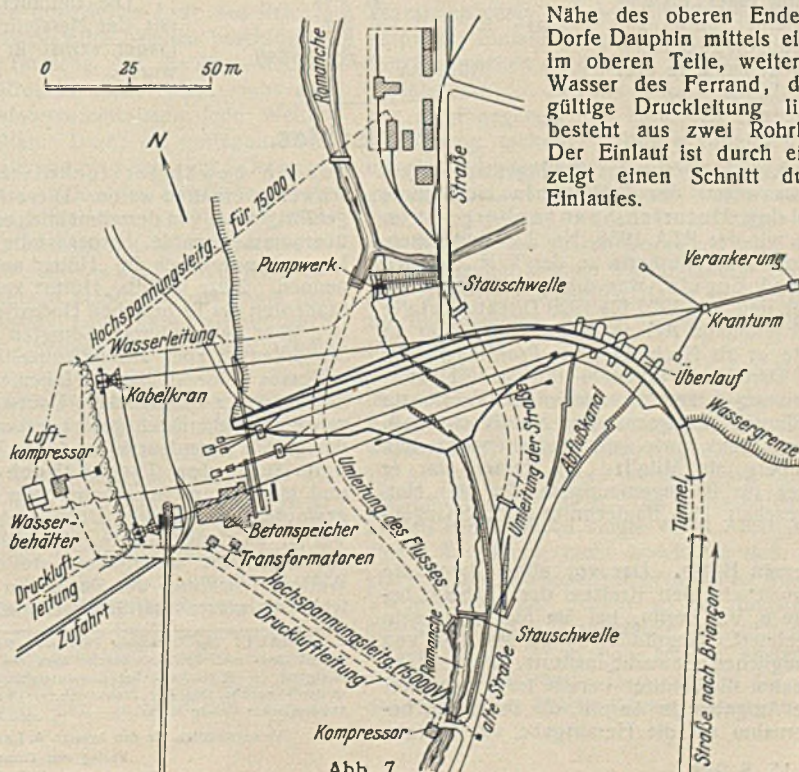 Nähe des oberen Ende
Dorfe Dauphin mittels ei
im oberen Teile, weiter
Wasser des Ferrand, d
gültige Druckleitung li
besteht aus zwei Rohrl
Der Einlauf ist durch ei
zeigt einen Schnitt du
Einlaufes.
0 25 50 m
N
Romanche
Straße
Hochspannungsleitg. für 15000 V
Pumpwerk
Stauschwelle
Verankerung
Kranturm
Wasserleitung
Kabelkran
Überlauf
Wassergrenze
Luft-
kompressor
Wasser-
behälter
Druckluft
leitung
Zufahrt
Betonspeicher
Transformatoren
Umleitung des Flusses
Umleitung der Straße
Abflußkanal
Tunnel
Hochspannungsleitg. (15000V)
Druckluftleitung
Romanche
Stauschwelle
alte Straße
Straße nach Briançon
Kompressor
Abb. 7.